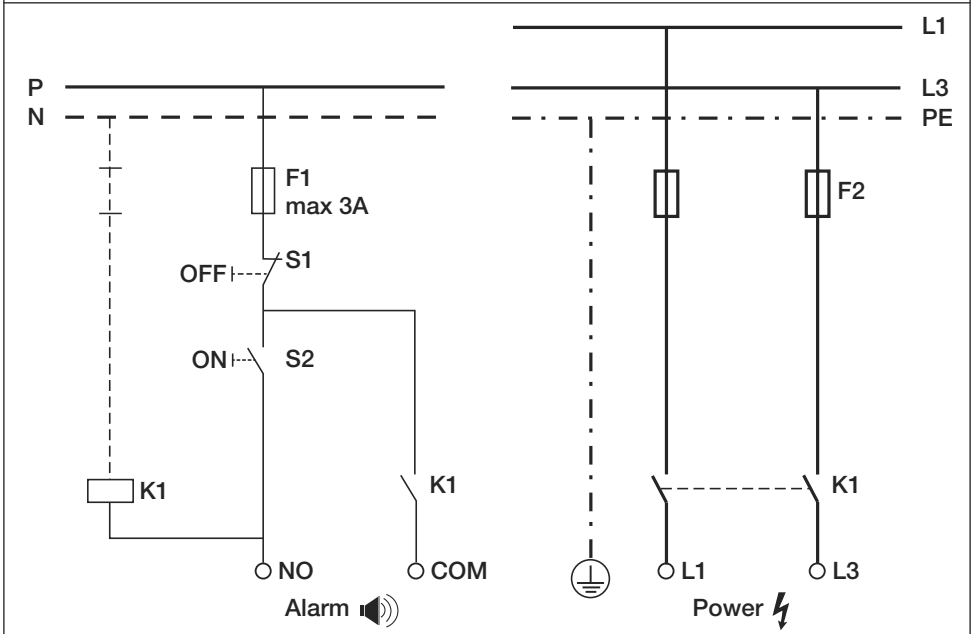 L1
P
L3
N
PE
F1
max 3A
F2
OFF
S1
ON
S2
K1
K1
K1
NO
COM
L1
L3
Alarm
Power